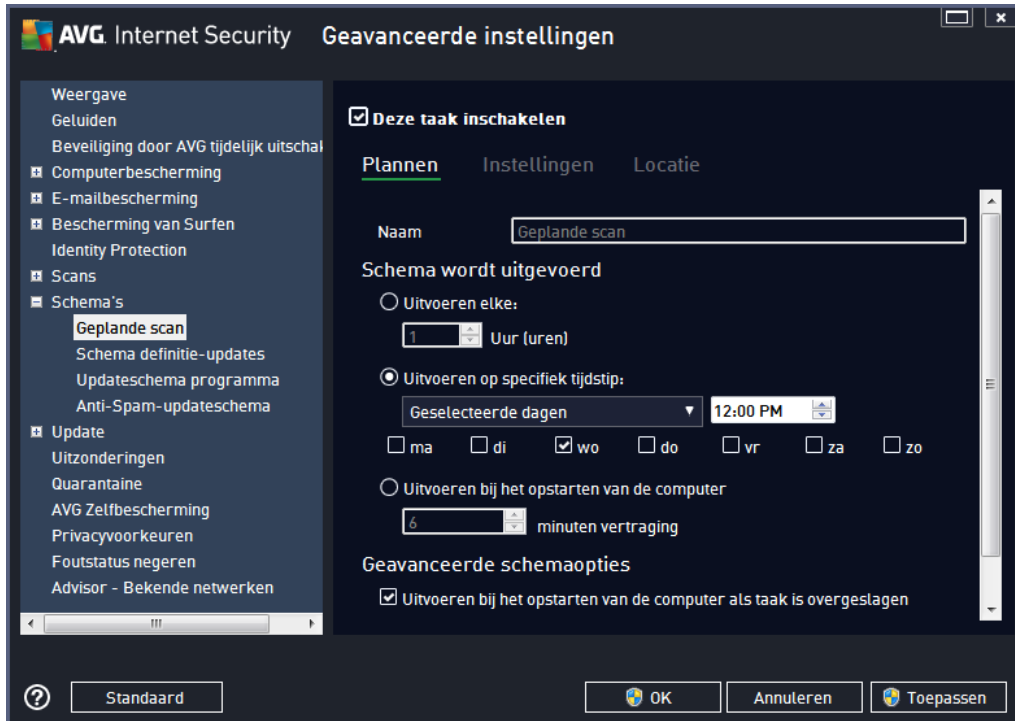 AVG. Internet Security Geavanceerde instellingen
Weergave
Geluiden
Beveiliging door AVG tijdelijk uitschak
Computerbescherming
E-mailbescherming
Bescherming van Surfen
Identity Protection
Scans
Schema's
Geplande scan
Schema definitie-updates
Updateschema programma
Anti-Spam-updateschema
Update
Uitzonderingen
Quarantaine
AVG Zelfbescherming
Privacyvoorkeuren
Foutstatus negeren
Advisor - Bekende netwerken
Deze taak inschakelen
Plannen Instellingen Locatie
Naam Geplande scan
Schema wordt uitgevoerd
Uitvoeren elke:
1 Uur (uren)
Uitvoeren op specifiek tijdstip:
Geselecteerde dagen 12:00 PM
ma di wo do vr za zo
Uitvoeren bij het opstarten van de computer
6 minuten vertraging
Geavanceerde schemaopties
Uitvoeren bij het opstarten van de computer als taak is overgeslagen
? Standaard OK Annuleren Toepassen